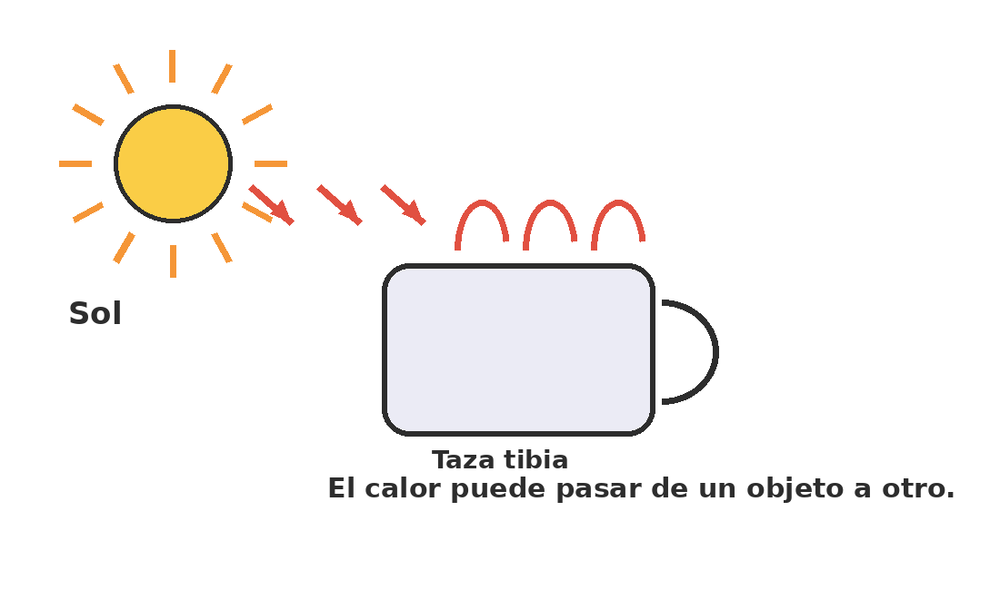 Sol
Taza tibia
El calor puede pasar de un objeto a otro.